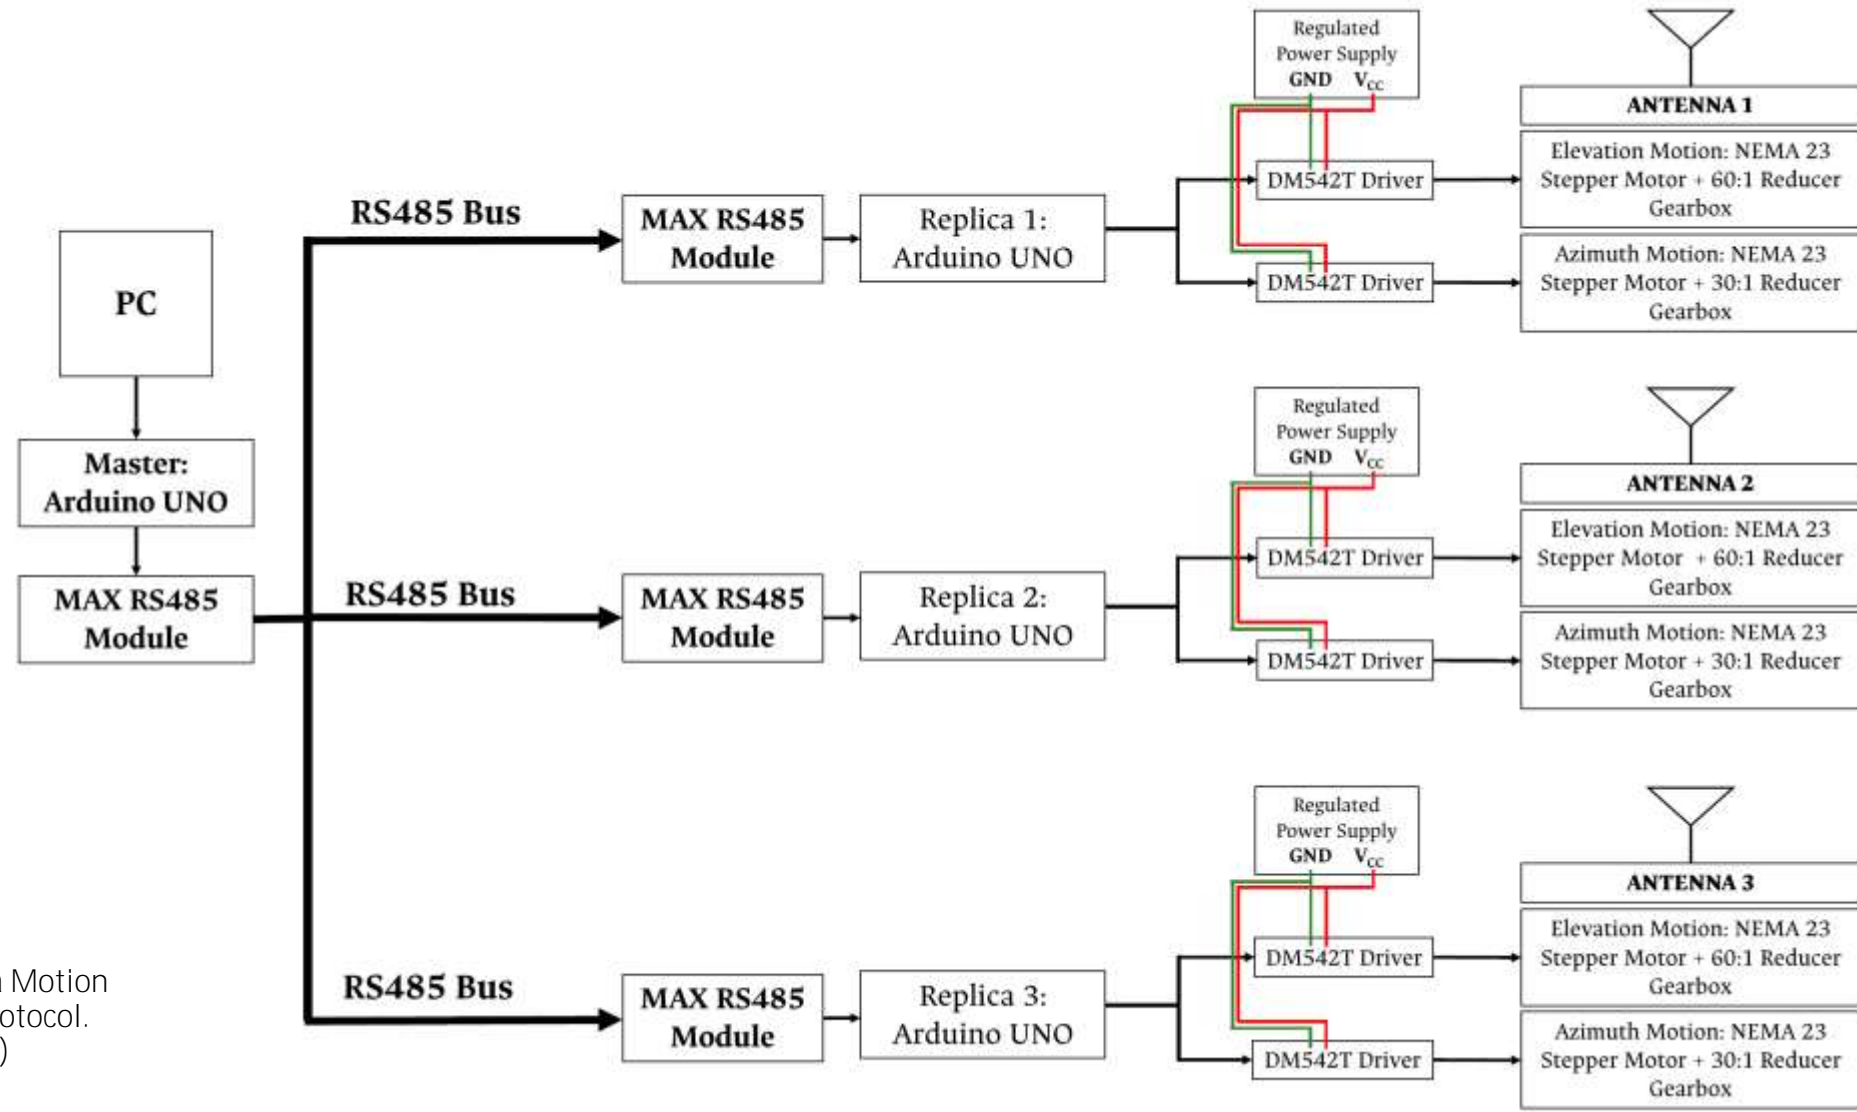 PC
Master:
Arduino UNO
MAX RS485
Module
RS485 Bus
MAX RS485
Module
Replica 1:
Arduino UNO
Regulated
Power Supply
GND VCC
DM542T Driver
DM542T Driver
ANTENNA 1
Elevation Motion: NEMA 23
Stepper Motor + 60:1 Reducer
Gearbox
Azimuth Motion: NEMA 23
Stepper Motor + 30:1 Reducer
Gearbox
RS485 Bus
MAX RS485
Module
Replica 2:
Arduino UNO
Regulated
Power Supply
GND VCC
DM542T Driver
DM542T Driver
ANTENNA 2
Elevation Motion: NEMA 23
Stepper Motor + 60:1 Reducer
Gearbox
Azimuth Motion: NEMA 23
Stepper Motor + 30:1 Reducer
Gearbox
RS485 Bus
MAX RS485
Module
Replica 3:
Arduino UNO
Regulated
Power Supply
GND VCC
DM542T Driver
DM542T Driver
ANTENNA 3
Elevation Motion: NEMA 23
Stepper Motor + 60:1 Reducer
Gearbox
Azimuth Motion: NEMA 23
Stepper Motor + 30:1 Reducer
Gearbox
Motion
otocol.
)